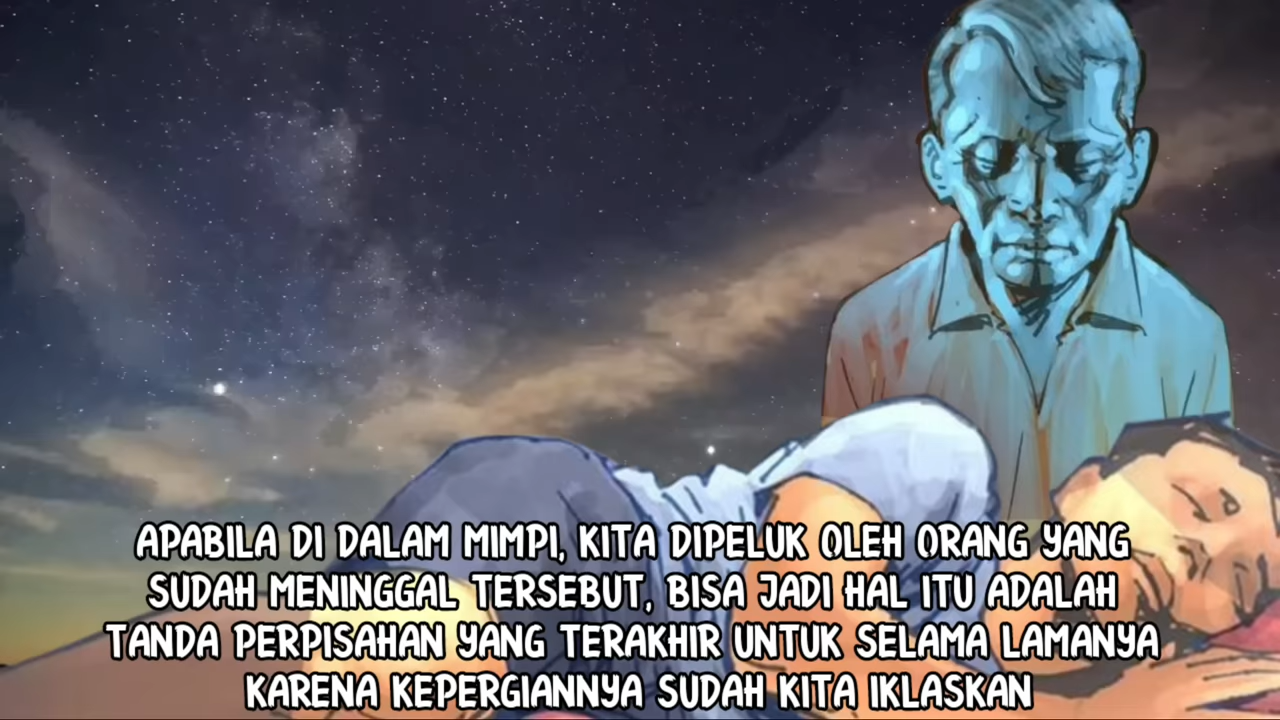 APABILA DI DALAM MIMPI, KITA DIPELUK OLEH ORANG YANG
SUDAH MENINGGAL TERSEBUT, BISA JADI HAL ITU ADALAH
TANDA PERPISAHAN YANG TERAKHIR UNTUK SELAMA LAMANYA
KARENA KEPERGIANNYA SUDAH KITA IKLASKAN